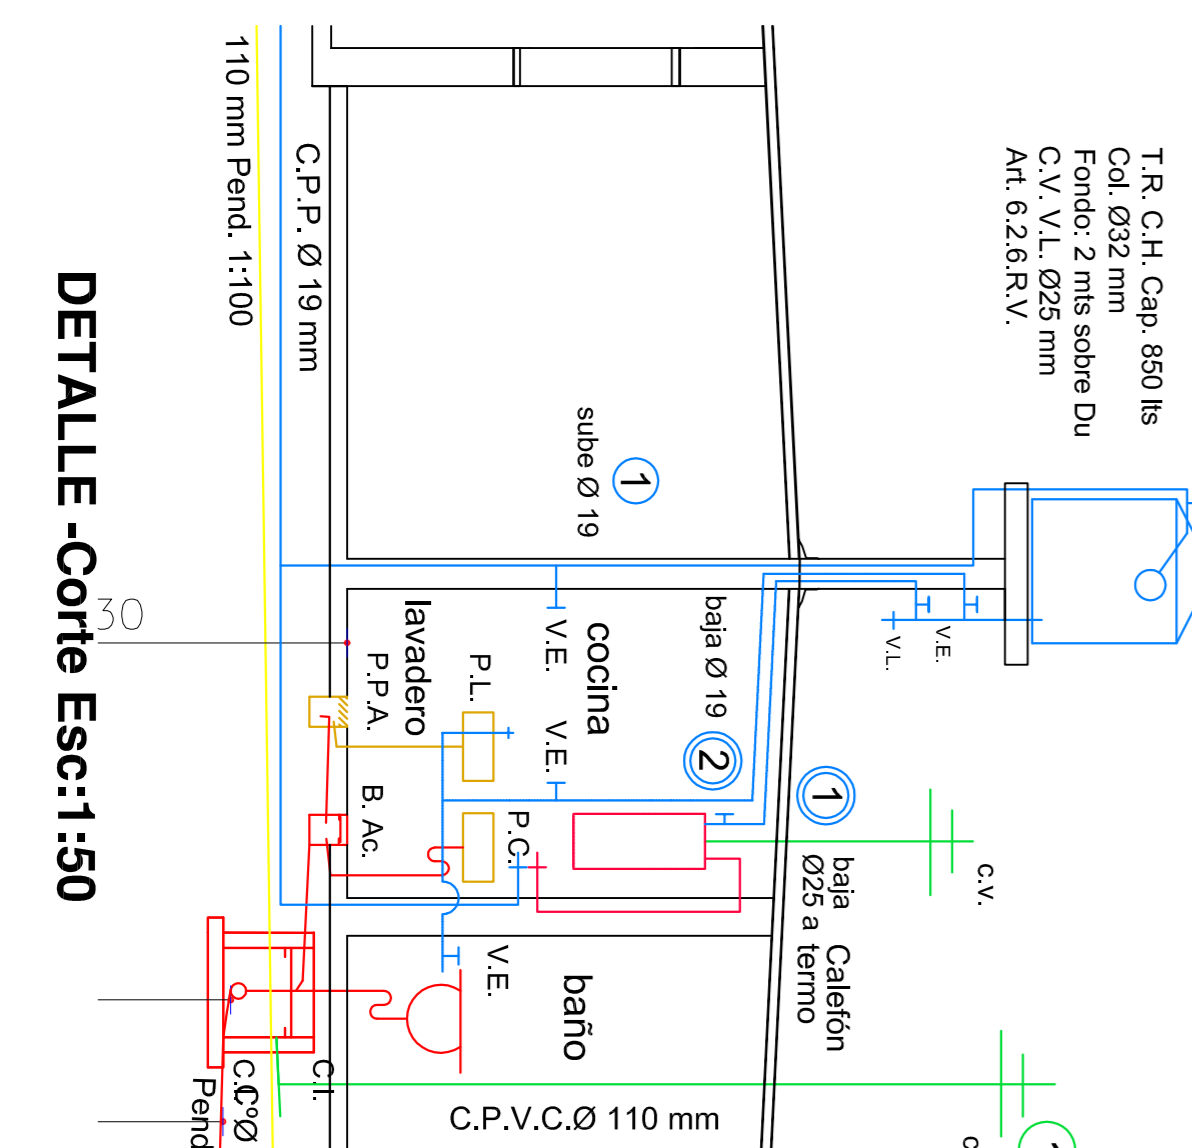 T.R. C.H. Cap. 850 lts
Col. Ø32 mm
Fondo: 2 mts sobre Du
C.V. V.L. Ø25 mm
Art. 6.2.6.R.V.
1
sube Ø 19
V.E.
V.L.
cocina
baja Ø 19
2
V.E.
V.E.
lavadero
P.L.
P.P.A.
B. Ac.
P.C.
1
baja
Ø25 a
Calefón
termo
c.v.
baño
V.E.
C.P.V.C.Ø 110 mm
C.I.
C.P.P. Ø 19 mm
110 mm Pend. 1:100
30
Pend
DETALLE -Corte Esc:1:50